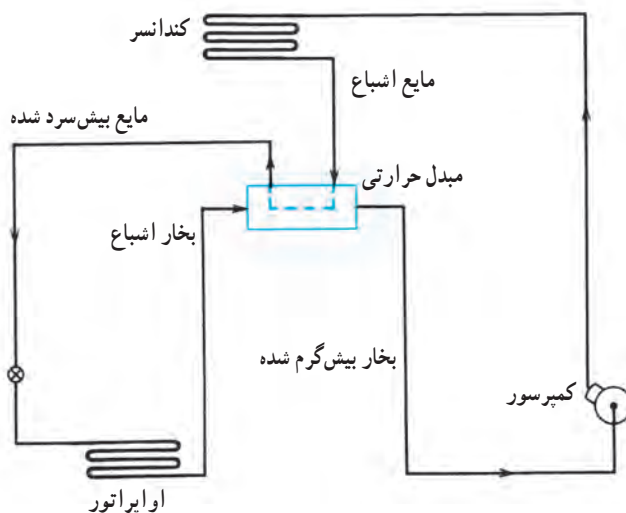 کندانسر
مایع اشباع
مایع بیش‌سرد شده
مبدل حرارتی
بخار اشباع
بخار بیش‌گرم شده
کمپرسور
اواپراتور